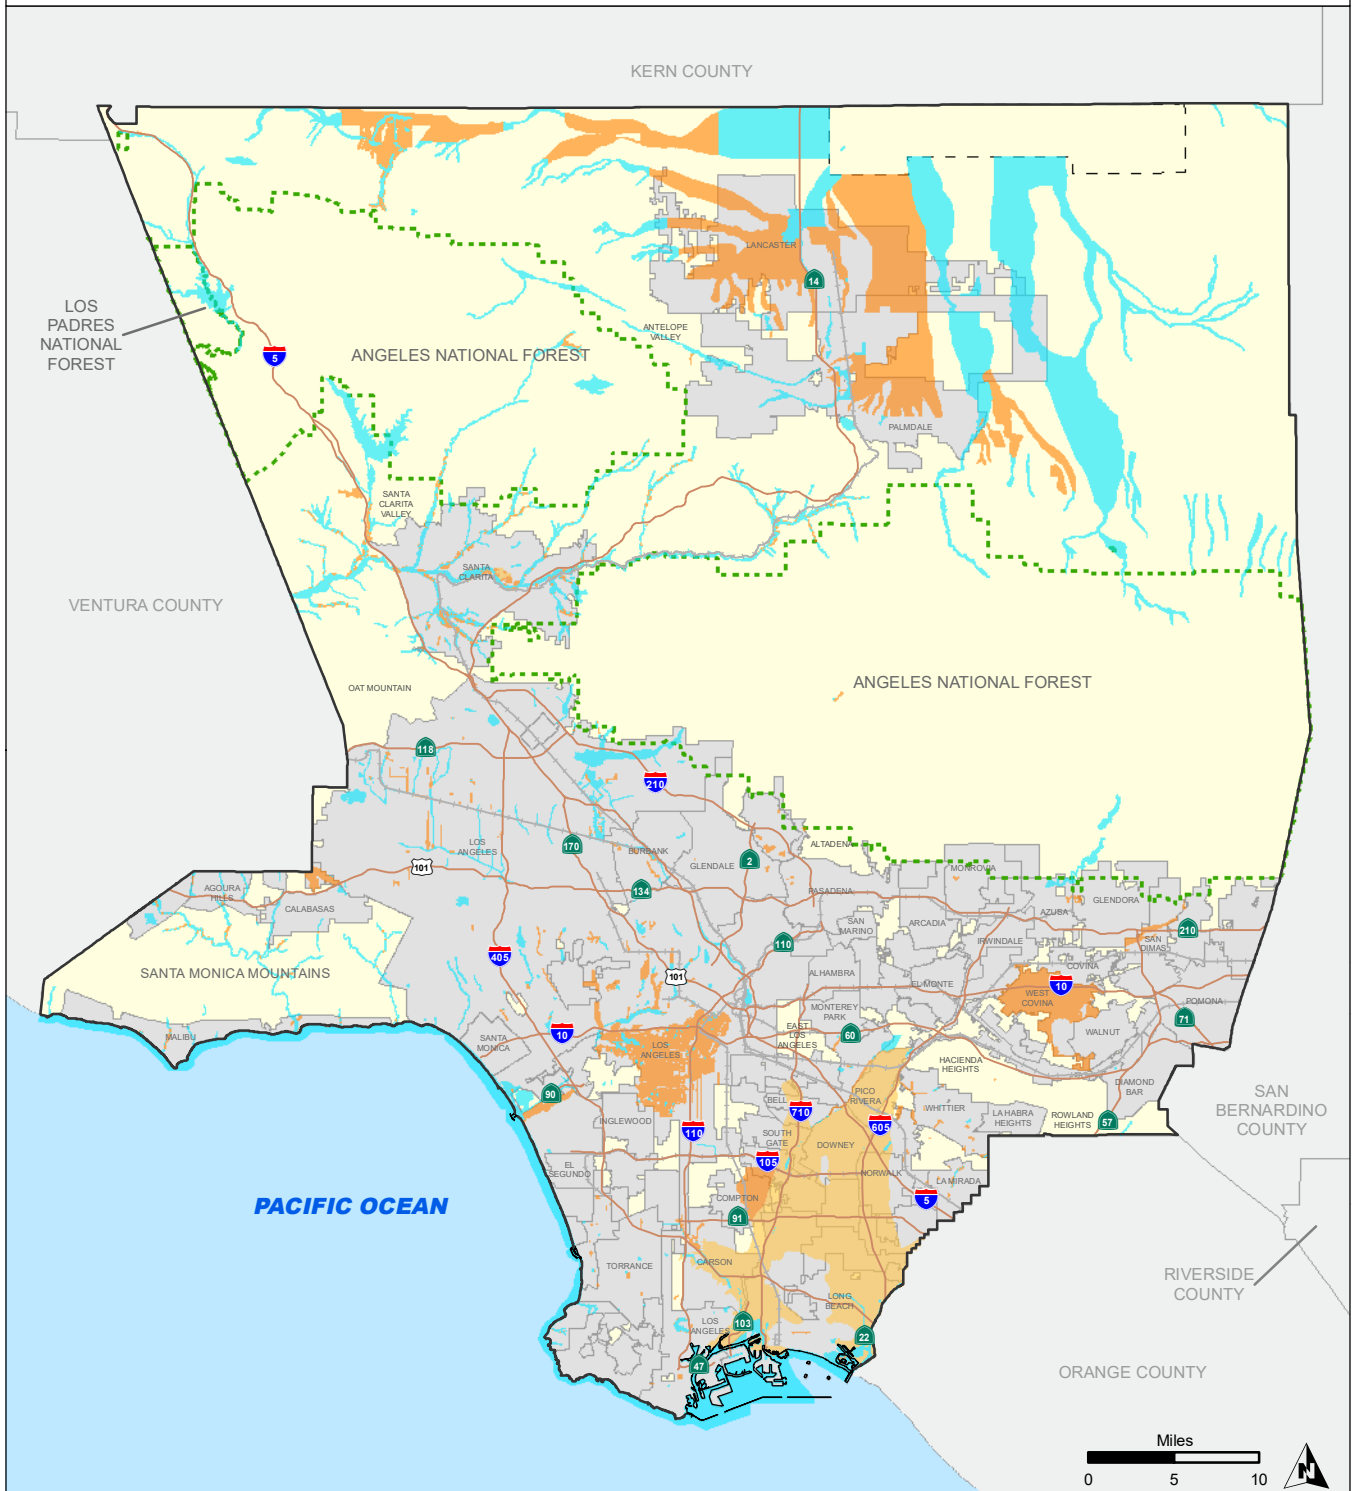 KERN COUNTY
LANCASTER
14
LOS
PADRES
NATIONAL
FOREST
5
ANGELES NATIONAL FOREST
ANTELOPE
VALLEY
PALMDALE
SANTA
CLARITA
VALLEY
SANTA
CLARITA
VENTURA COUNTY
OAT MOUNTAIN
ANGELES NATIONAL FOREST
118
210
LOS
ANGELES
170
BURBANK
GLENDALE
2
ALTADENA
101
134
PASADENA
MONROVIA
AGOURA
HILLS
CALABASAS
GLENDORA
AZUSA
SAN
MARINO
ARCADIA
210
405
110
IRWINDALE
SAN
DIMAS
SANTA MONICA MOUNTAINS
101
ALHAMBRA
EL MONTE
COVINA
10
WEST
COVINA
POMONA
MONTEREY
PARK
71
MALIBU
SANTA
MONICA
10
LOS
ANGELES
EAST
LOS
ANGELES
60
WALNUT
HACIENDA
HEIGHTS
DIAMOND
BAR
90
BELL
710
PICO
RIVERA
WHITTIER
LA HABRA
HEIGHTS
ROWLAND
HEIGHTS
57
SAN
BERNARDINO
COUNTY
INGLEWOOD
110
SOUTH
GATE
605
DOWNEY
105
EL
SEGUNDO
NORWALK
LA MIRADA
5
COMPTON
91
PACIFIC OCEAN
TORRANCE
CARSON
RIVERSIDE
COUNTY
LONG
BEACH
LOS
ANGELES
103
22
47
ORANGE COUNTY
Miles
0 5 10
N